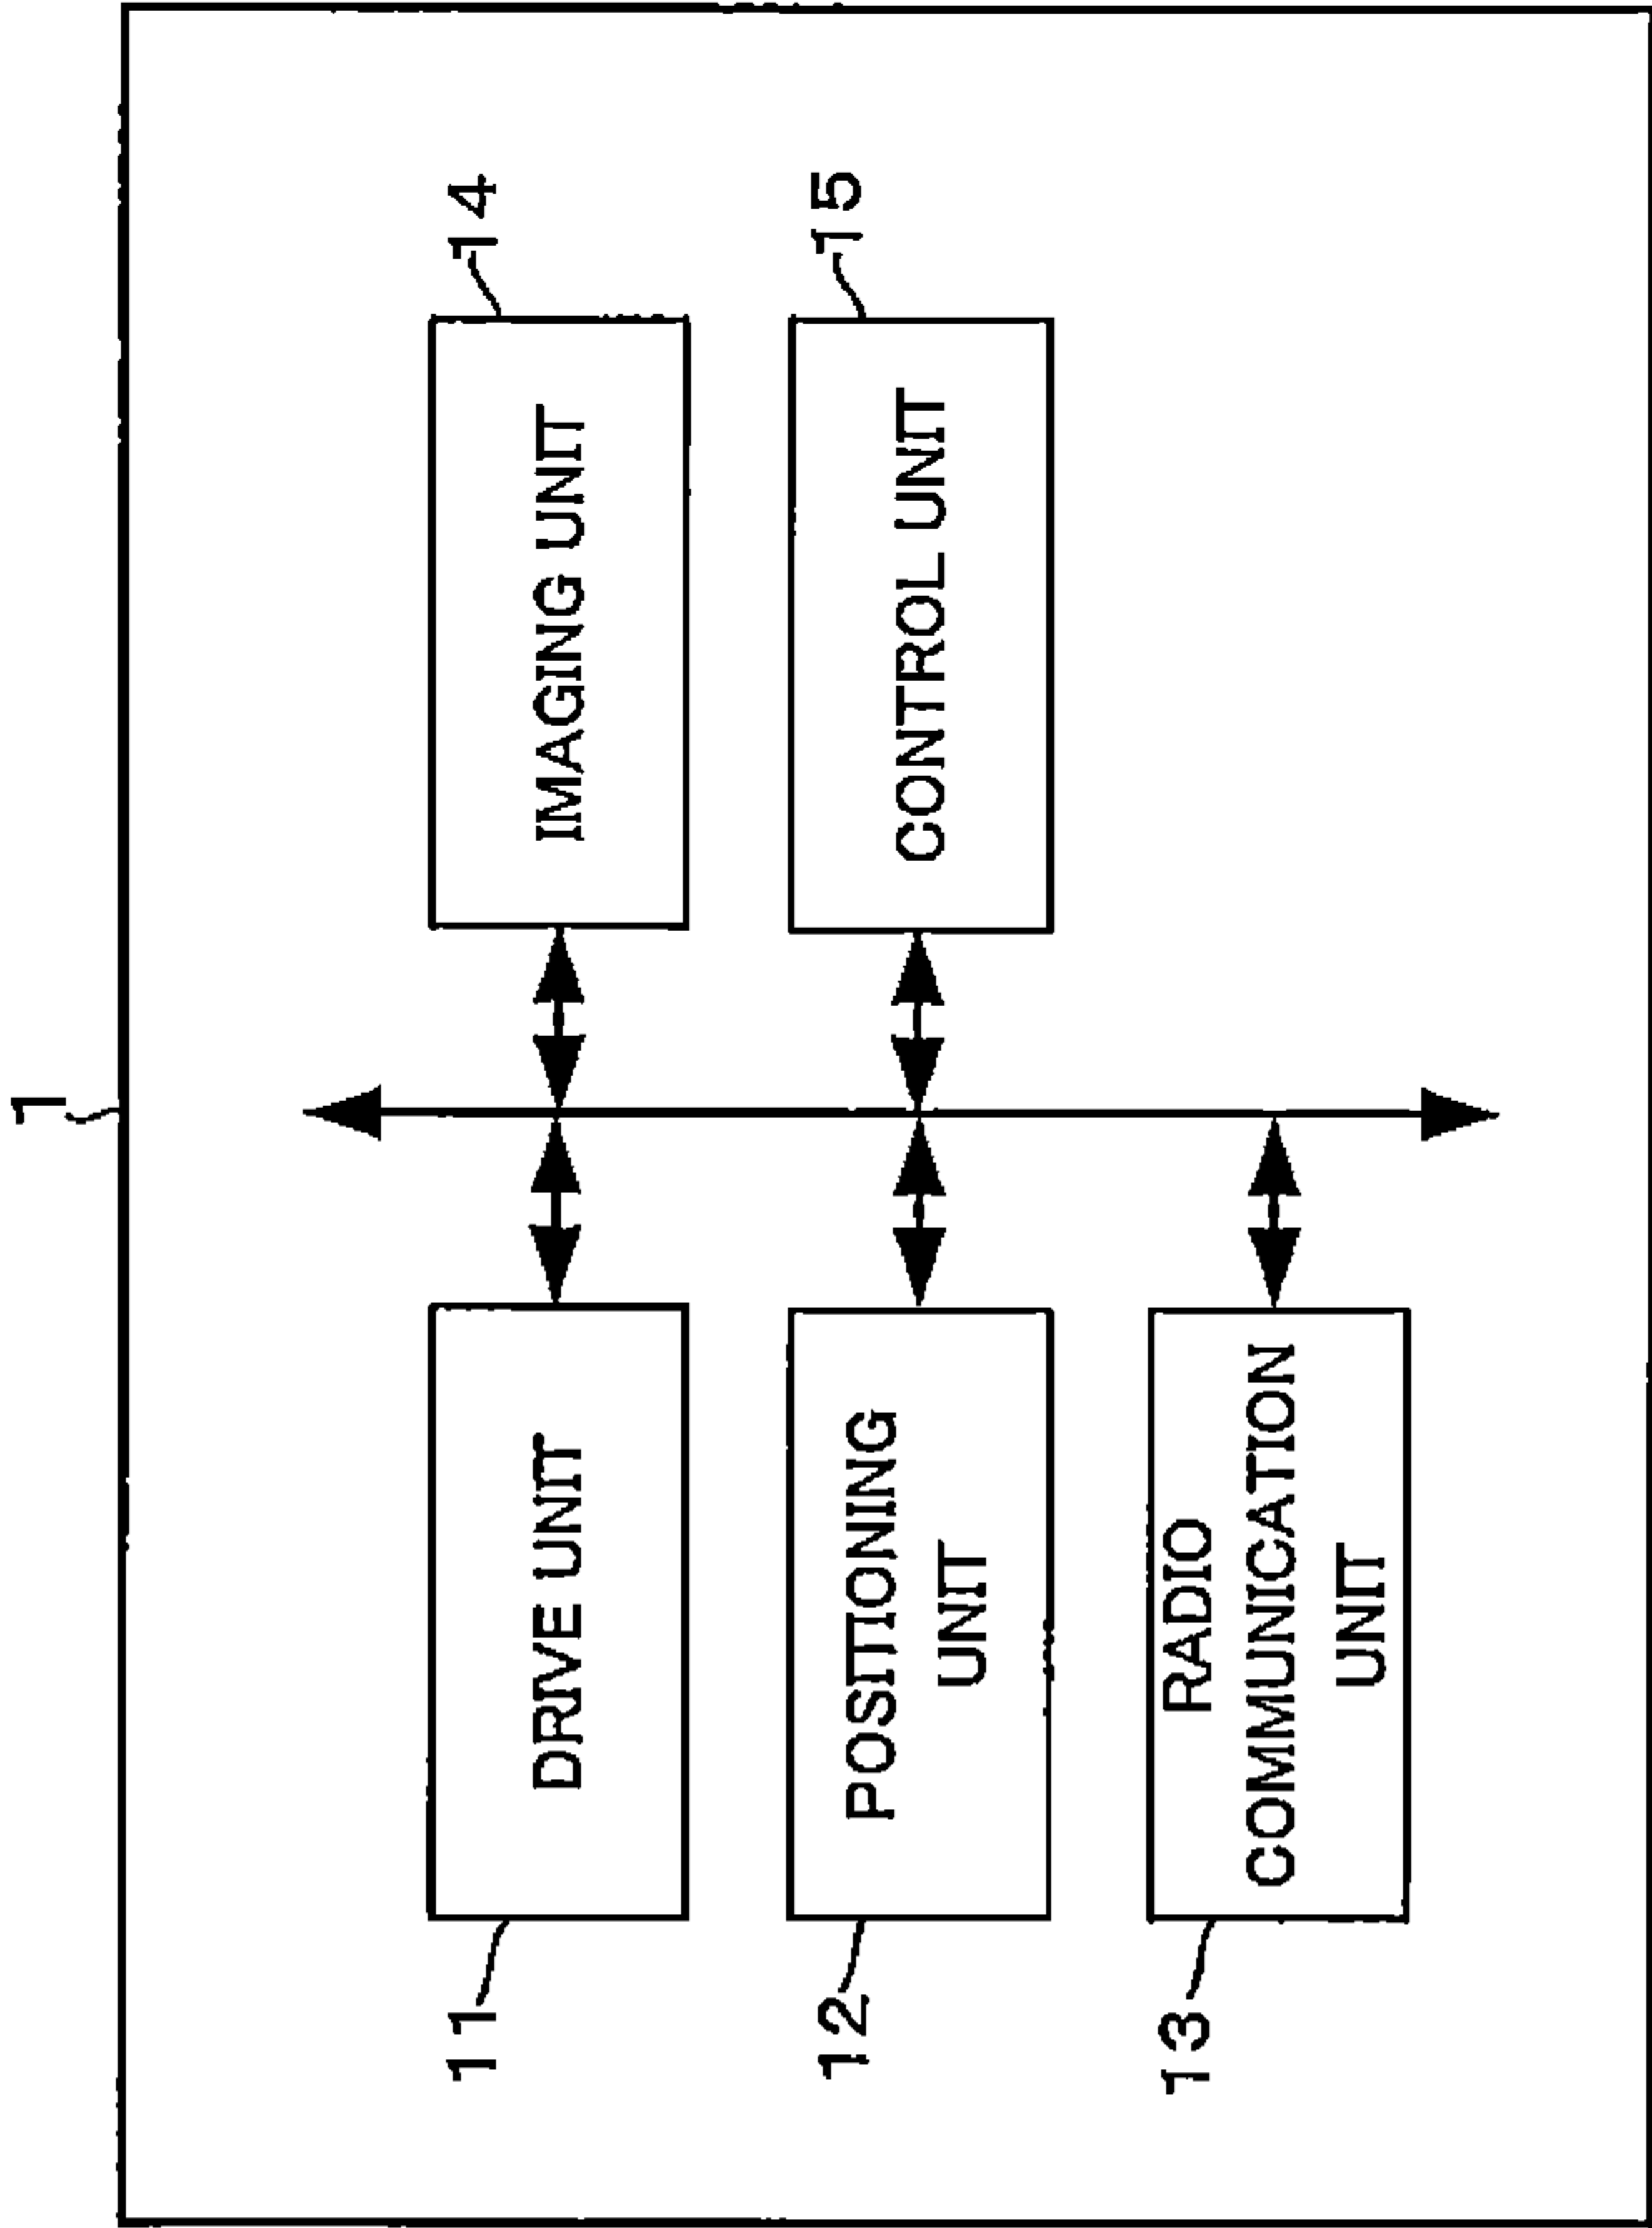 1
11
DRIVE UNIT
IMAGING UNIT
14
12
POSITIONING
UNIT
CONTROL UNIT
15
13
RADIO
COMMUNICATION
UNIT